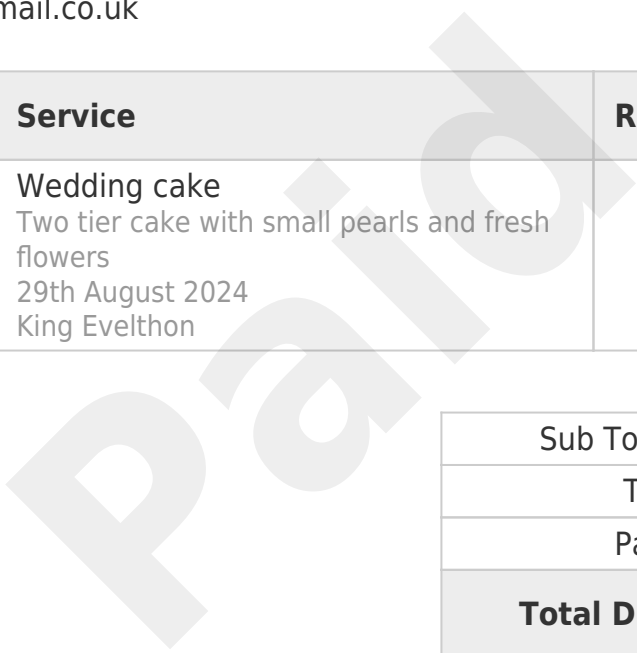 mail.co.uk
Service R
Wedding cake
Two tier cake with small pearls and fresh
flowers
29th August 2024
King Evelthon
Sub To
T
Pa
Total D
Paid